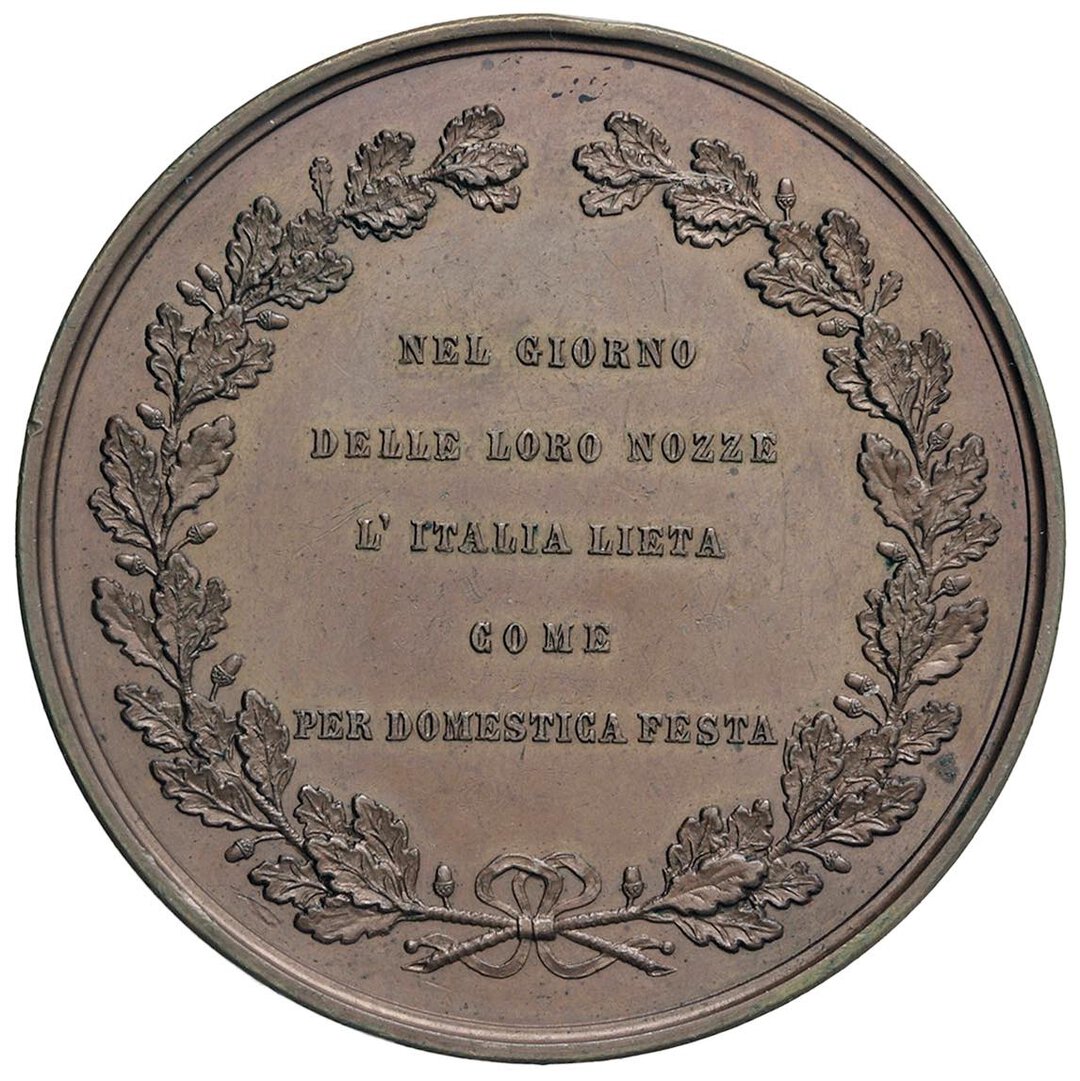 NEL GIORNO
DELLE LORO NOZZE
L' ITALIA LIETA
COME
PER DOMESTICA FESTA